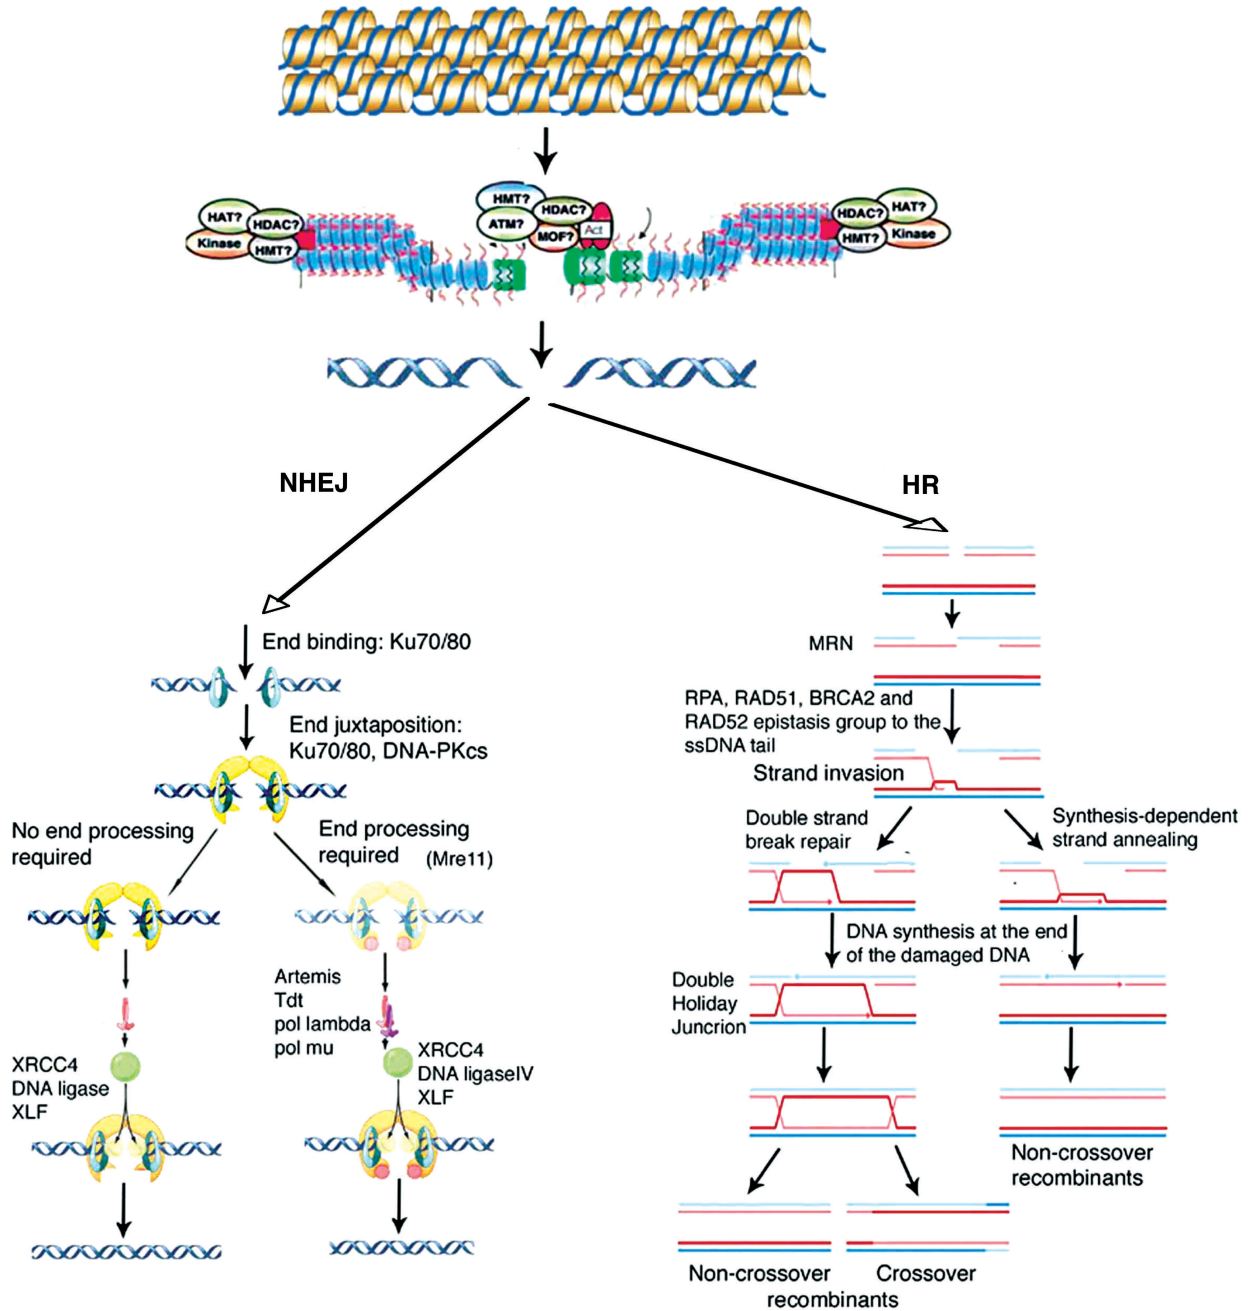 HAT?
HDAC?
Kinase
HMT?
HMT?
HDAC?
ATM?
MOF?
Act
HDAC?
HAT?
HMT?
Kinase
NHEJ
HR
End binding: Ku70/80
End juxtaposition:
Ku70/80, DNA-PKcs
No end processing
required
End processing
required (Mre11)
Artemis
Tdt
pol lambda
pol mu
XRCC4
DNA ligase
XLF
XRCC4
DNA ligaseIV
XLF
MRN
RPA, RAD51, BRCA2 and
RAD52 epistasis group to the
ssDNA tail
Strand invasion
Double strand
break repair
Synthesis-dependent
strand annealing
DNA synthesis at the end
of the damaged DNA
Double
Holiday
Juncrion
Non-crossover
recombinants
Non-crossover Crossover
recombinants